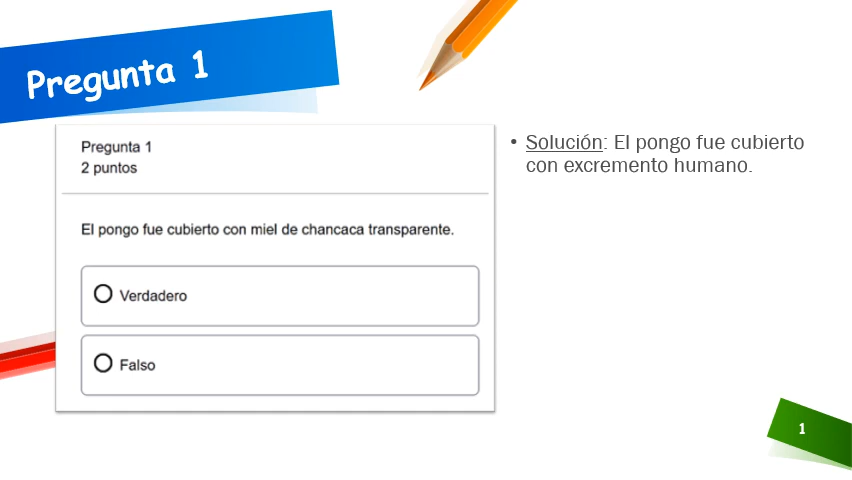 Pregunta 1
Pregunta 1
2 puntos
El pongo fue cubierto con miel de chancaca transparente.
Verdadero
Falso
• Solución: El pongo fue cubierto
con excremento humano.
1